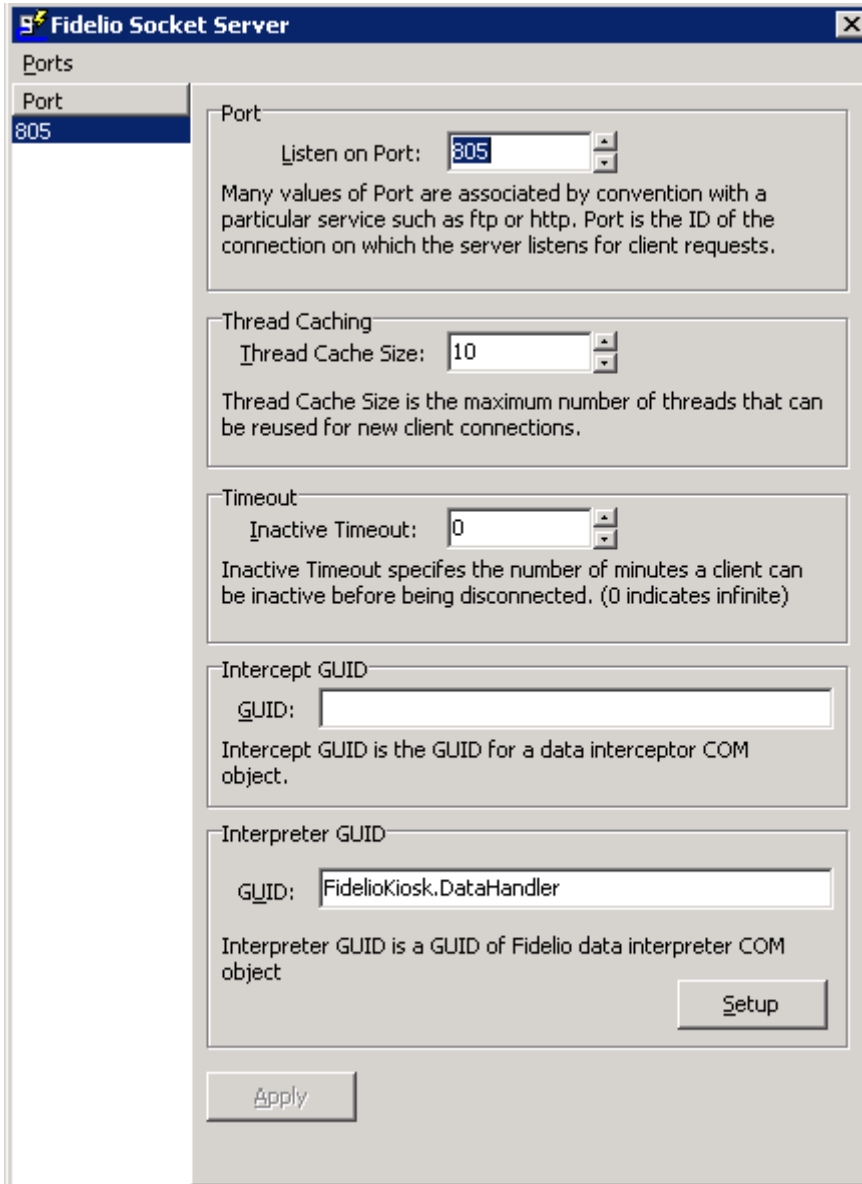 Fidelio Socket Server
Ports
Port
805
Port
Listen on Port: 805
Many values of Port are associated by convention with a
particular service such as ftp or http. Port is the ID of the
connection on which the server listens for client requests.
Thread Caching
Thread Cache Size: 10
Thread Cache Size is the maximum number of threads that can
be reused for new client connections.
Timeout
Inactive Timeout: 0
Inactive Timeout specifes the number of minutes a client can
be inactive before being disconnected. (0 indicates infinite)
Intercept GUID
GUID:
Intercept GUID is the GUID for a data interceptor COM
object.
Interpreter GUID
GUID: FidelioKiosk.DataHandler
Interpreter GUID is a GUID of Fidelio data interpreter COM
object
Setup
Apply